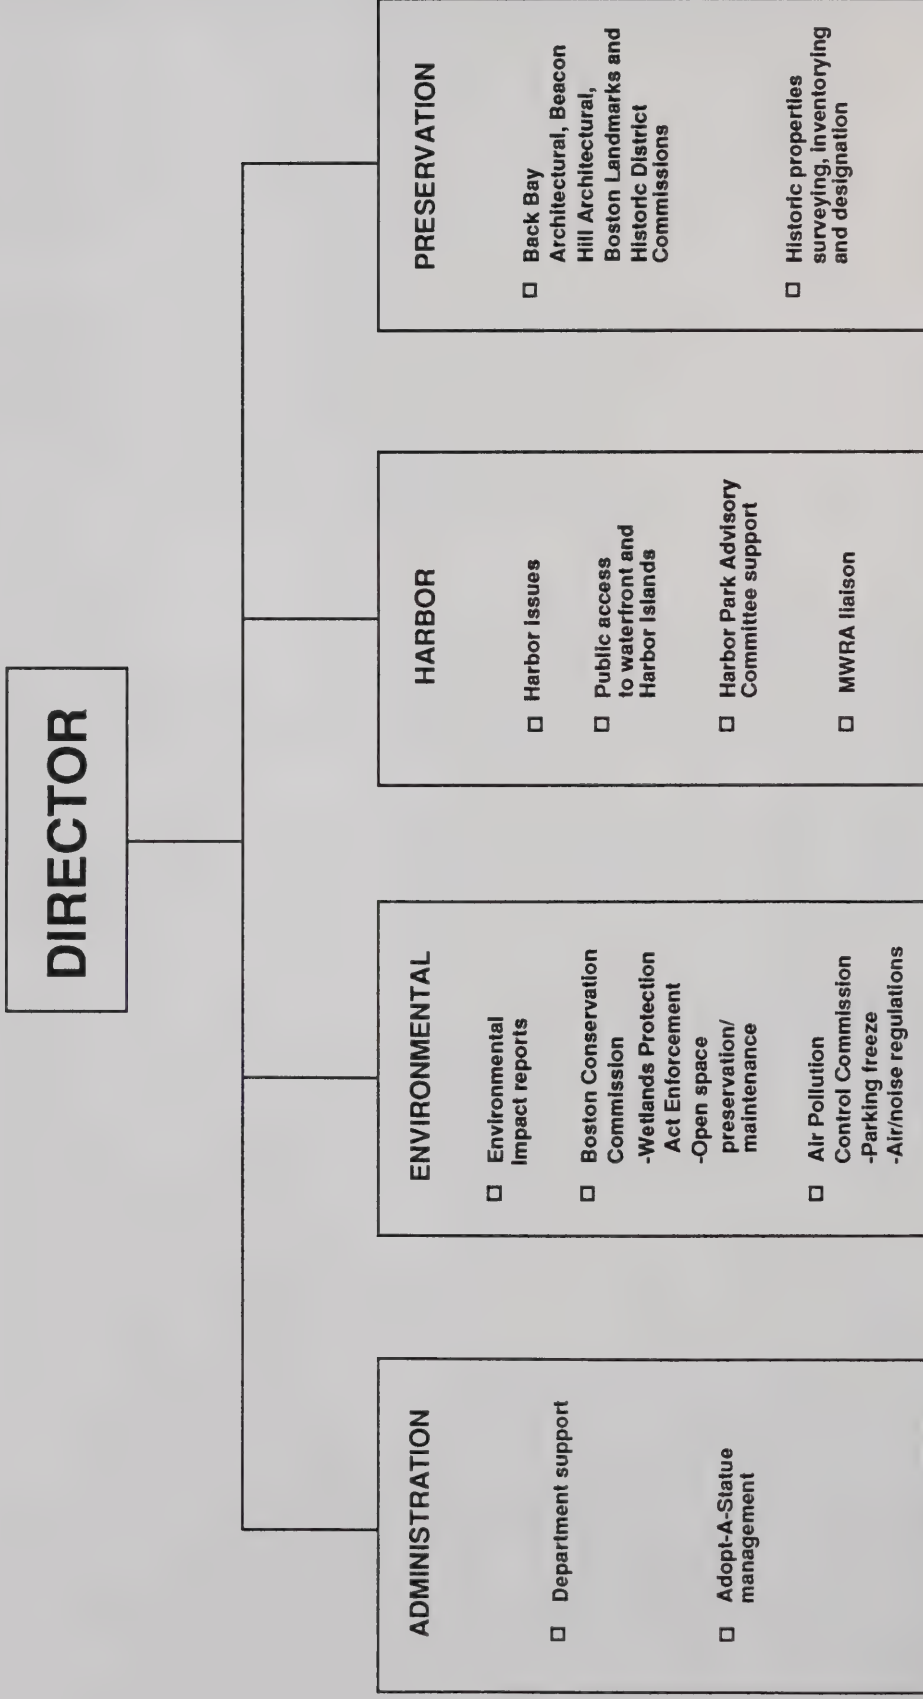 DIRECTOR
ADMINISTRATION
□ Department support
□ Adopt-A-Statue
management
ENVIRONMENTAL
□ Environmental
Impact reports
□ Boston Conservation
Commission
-Wetlands Protection
Act Enforcement
-Open space
preservation/
maintenance
□ Air Pollution
Control Commission
-Parking freeze
-Air/noise regulations
HARBOR
□ Harbor Issues
□ Public access
to waterfront and
Harbor Islands
□ Harbor Park Advisory
Committee support
□ MWRA liaison
PRESERVATION
□ Back Bay
Architectural, Beacon
Hill Architectural,
Boston Landmarks and
Historic District
Commissions
□ Historic properties
surveying, inventorying
and designation